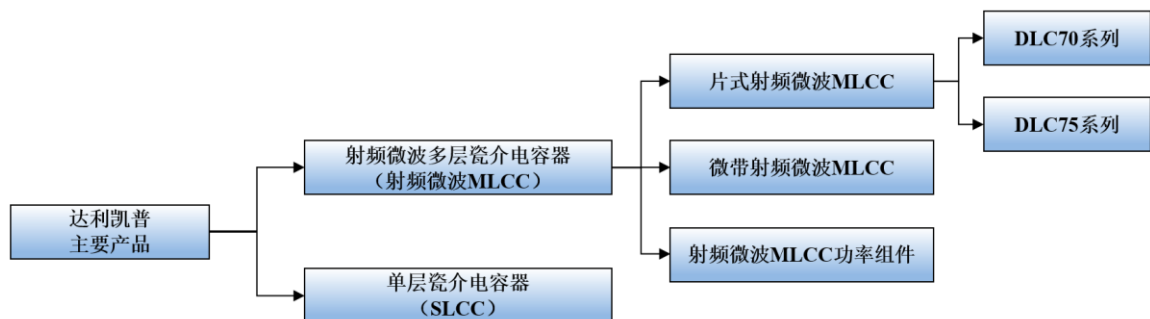 达利凯普
主要产品
射频微波多层瓷介电容器
（射频微波MLCC）
单层瓷介电容器
（SLCC）
片式射频微波MLCC
微带射频微波MLCC
射频微波MLCC功率组件
DLC70系列
DLC75系列